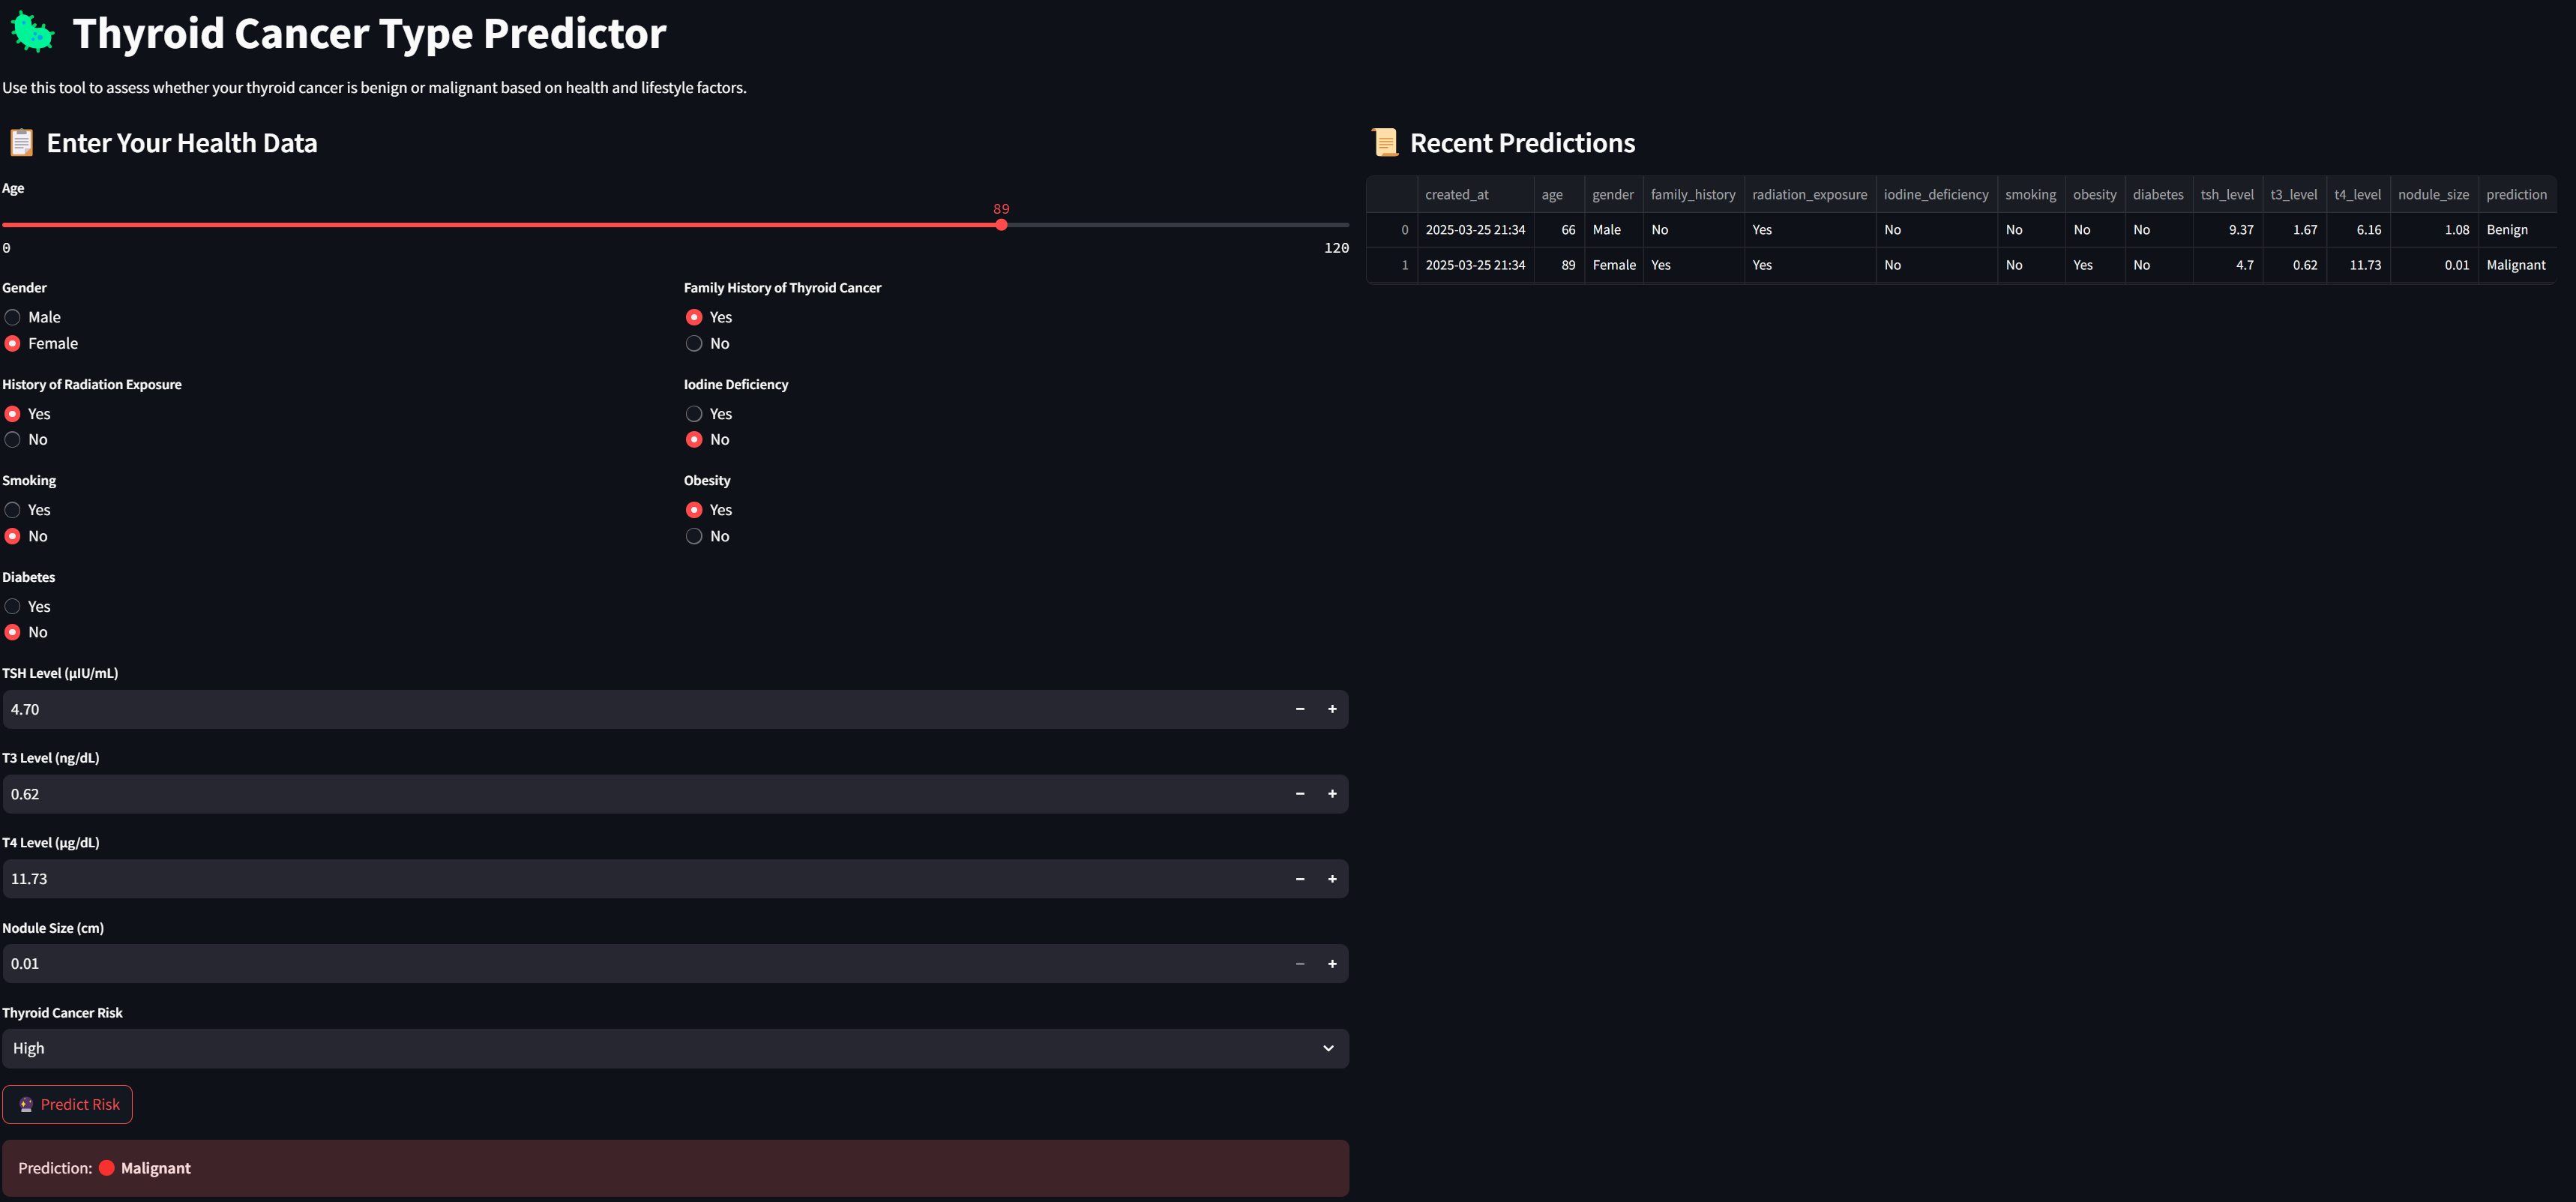 Thyroid Cancer Type Predictor
Use this tool to assess whether your thyroid cancer is benign or malignant based on health and lifestyle factors.
Enter Your Health Data
Age
89
0 120
Gender
Male
Female
Family History of Thyroid Cancer
Yes
No
History of Radiation Exposure
Yes
No
Iodine Deficiency
Yes
No
Smoking
Yes
No
Obesity
Yes
No
Diabetes
Yes
No
TSH Level (μIU/mL)
4.70
T3 Level (ng/dL)
0.62
T4 Level (μg/dL)
11.73
Nodule Size (cm)
0.01
Thyroid Cancer Risk
High
Predict Risk
Prediction: Malignant
Recent Predictions
created_at age gender family_history radiation_exposure iodine_deficiency smoking obesity diabetes tsh_level t3_level t4_level nodule_size prediction
0 2025-03-25 21:34 66 Male No Yes No No No No 9.37 1.67 6.16 1.08 Benign
1 2025-03-25 21:34 89 Female Yes Yes No No Yes No 4.7 0.62 11.73 0.01 Malignant